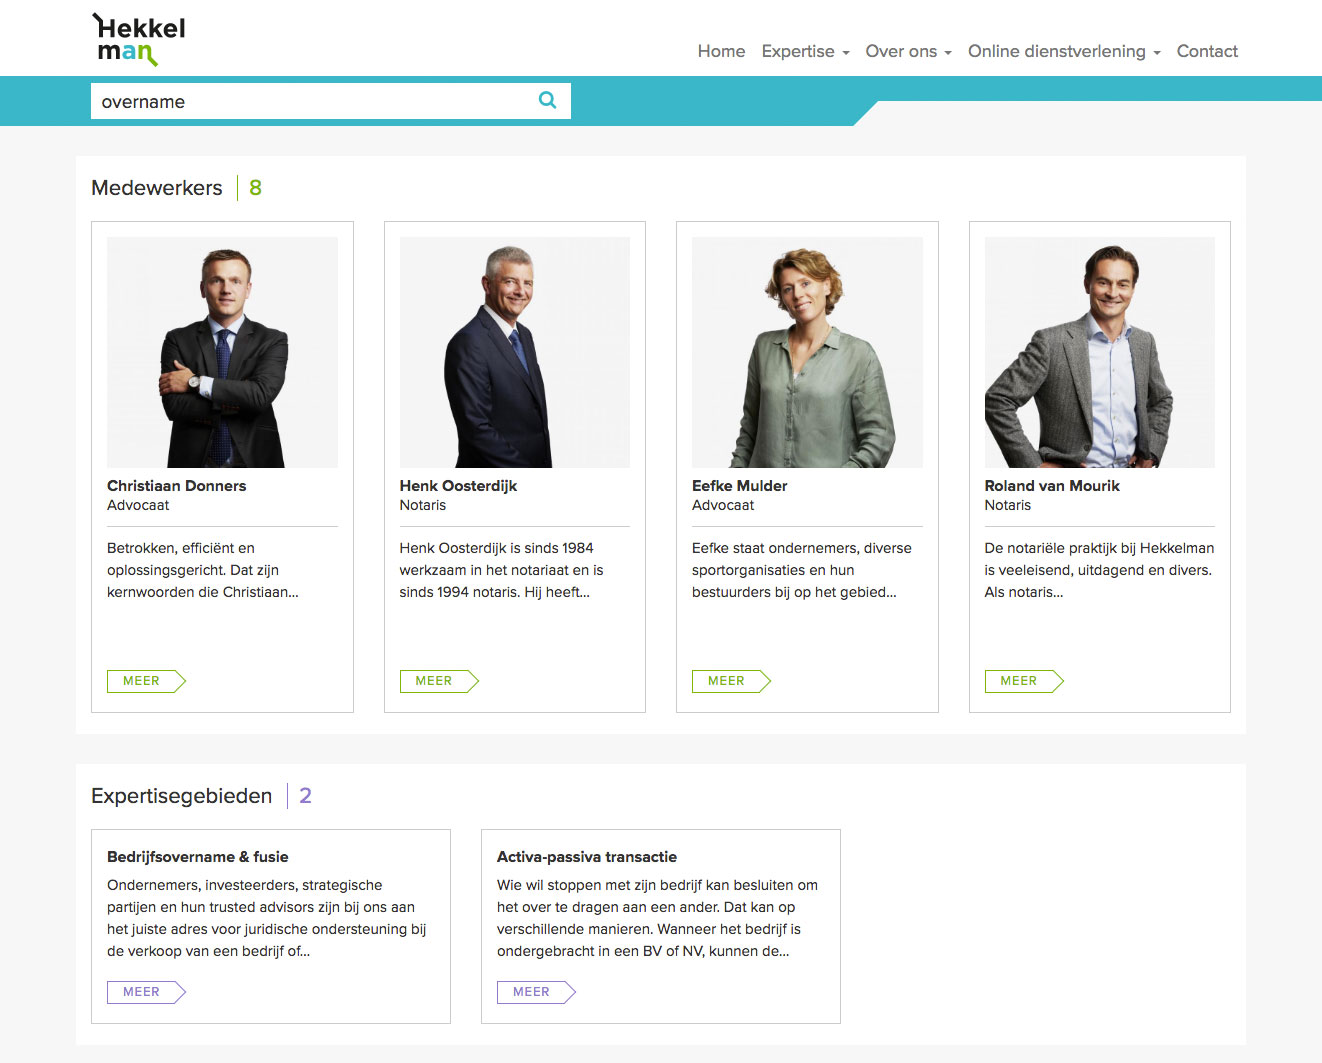 Hekkel
man
Home Expertise Over ons Online dienstverlening Contact
overname
Medewerkers 8
Christiaan Donners
Advocaat
Betrokken, efficiënt en
oplossingsgericht. Dat zijn
kernwoorden die Christiaan...
MEER
Henk Oosterdijk
Notaris
Henk Oosterdijk is sinds 1984
werkzaam in het notariaat en is
sinds 1994 notaris. Hij heeft...
MEER
Eefke Mulder
Advocaat
Eefke staat ondernemers, diverse
sportorganisaties en hun
bestuurders bij op het gebied...
MEER
Roland van Mourik
Notaris
De notariële praktijk bij Hekkelman
is veeleisend, uitdagend en divers.
Als notaris...
MEER
Expertisegebieden 2
Bedrijfsovername & fusie
Ondernemers, investeerders, strategische
partijen en hun trusted advisors zijn bij ons aan
het juiste adres voor juridische ondersteuning bij
de verkoop van een bedrijf of...
MEER
Activa-passiva transactie
Wie wil stoppen met zijn bedrijf kan besluiten om
het over te dragen aan een ander. Dat kan op
verschillende manieren. Wanneer het bedrijf is
ondergebracht in een BV of NV, kunnen de...
MEER